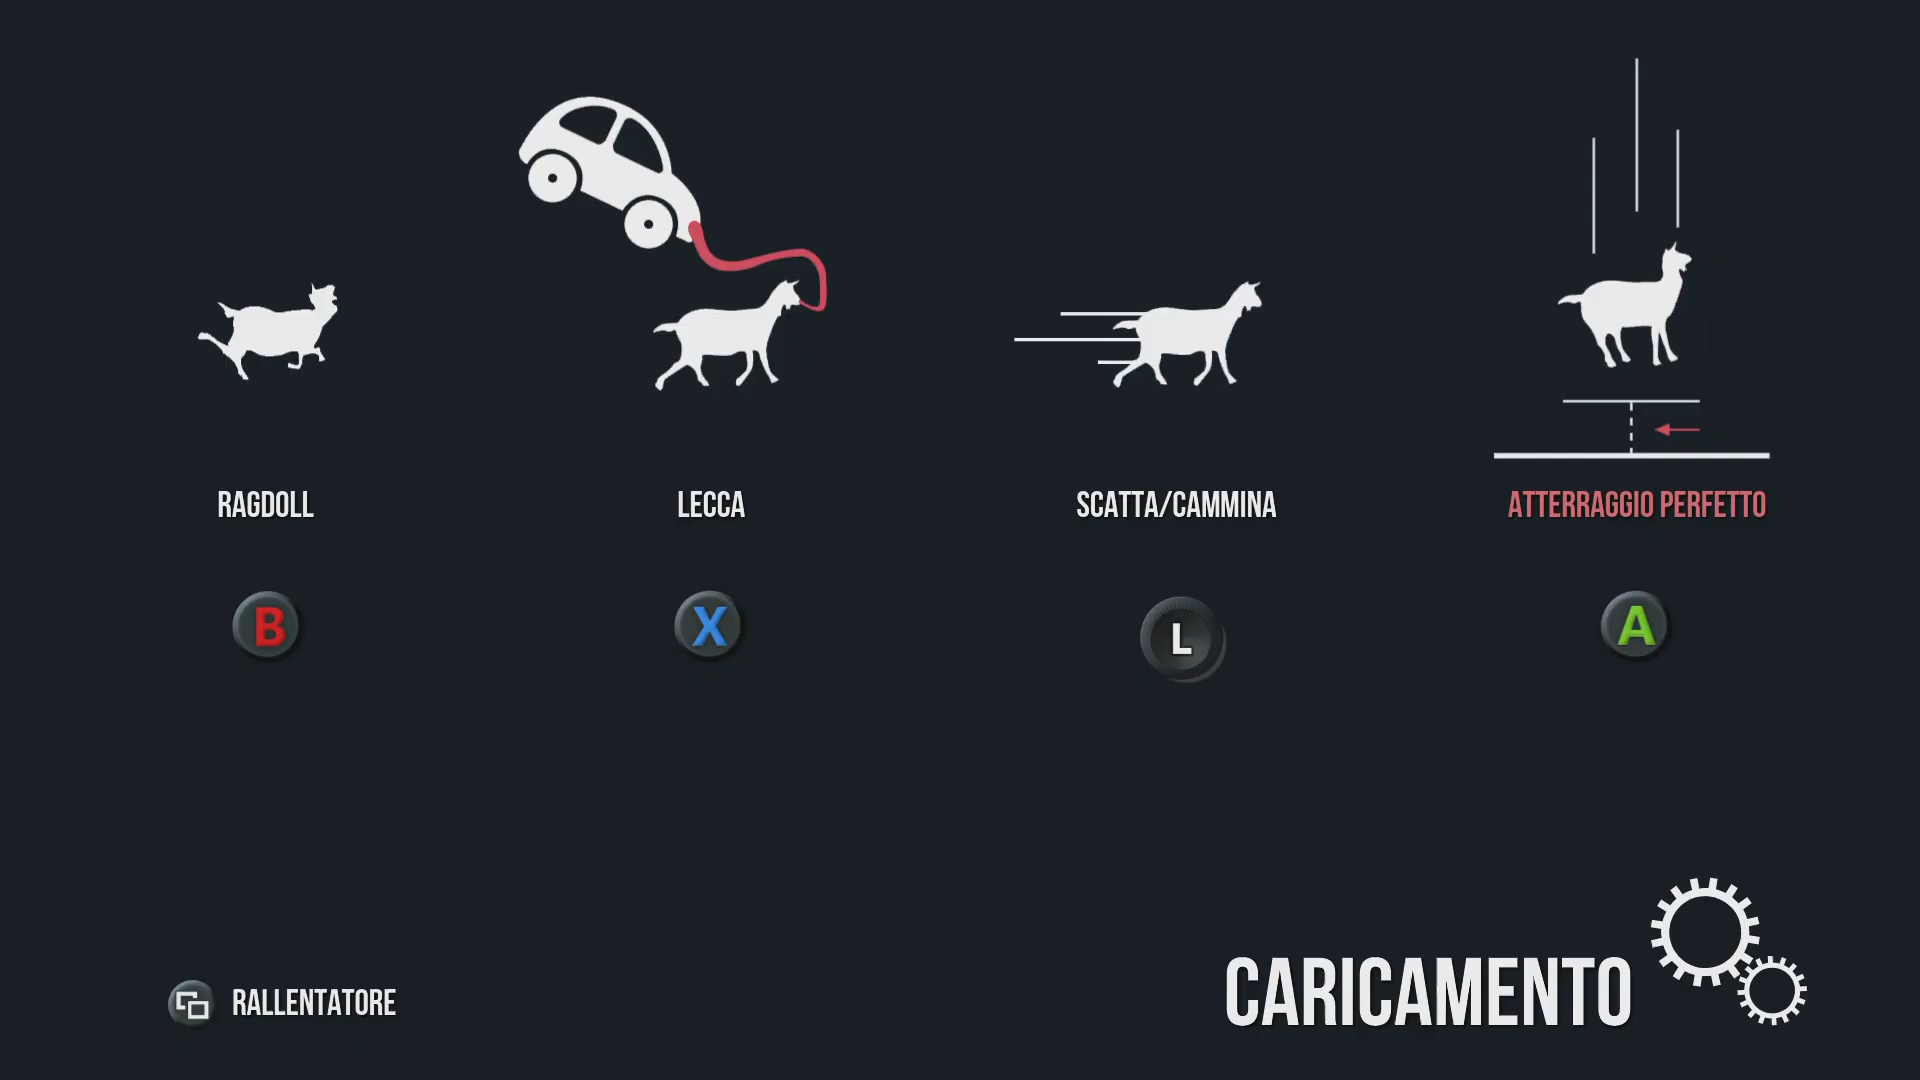 RAGDOLL
LECCA
SCATTA/CAMMINA
ATTERRAGGIO PERFETTO
B
X
L
A
RALLENTATORE
CARICAMENTO